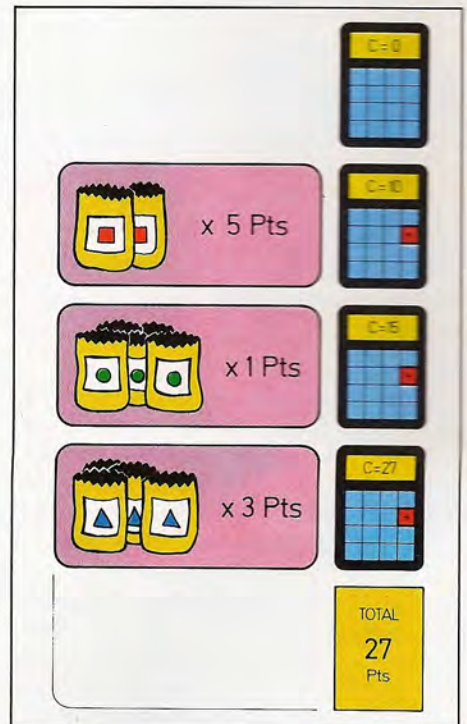 C=0
x 5 Pts
C=10
x 1 Pts
C=15
x 3 Pts
C=27
TOTAL
27
Pts